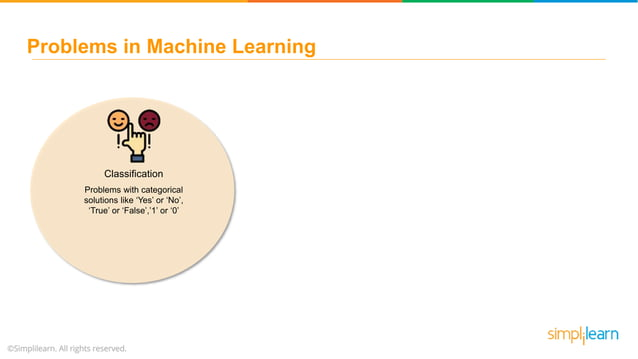 Problems in Machine Learning
Classification
Problems with categorical
solutions like ‘Yes’ or ‘No’,
‘True’ or ‘False’,’1’ or ‘0’
simplilearn
©Simplilearn. All rights reserved.